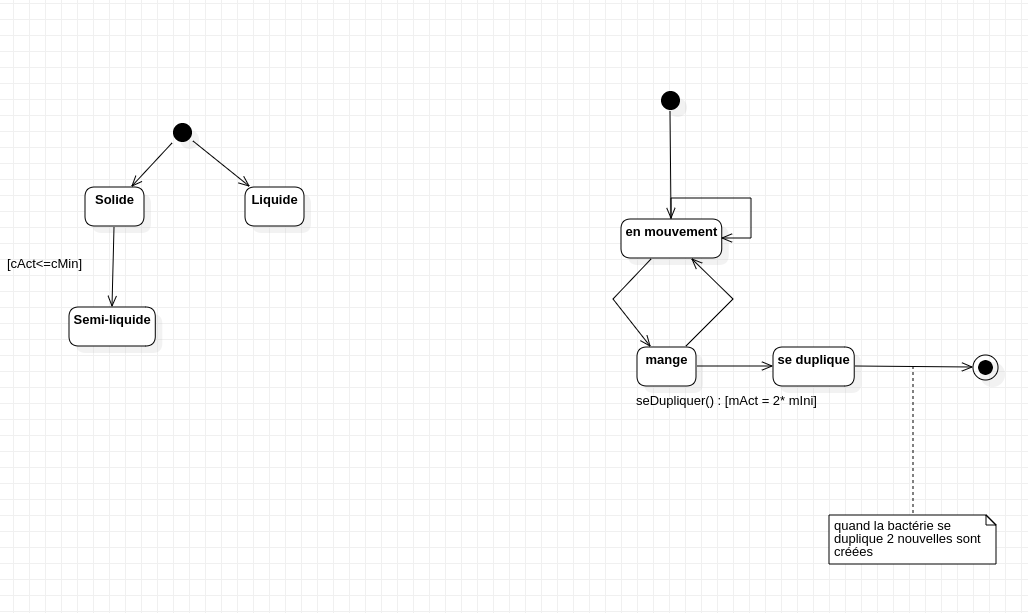 Solide
Liquide
[cAct<=cMin]
Semi-liquide
en mouvement
mange
se duplique
seDupliquer() : [mAct = 2* mIni]
quand la bactérie se
duplique 2 nouvelles sont
créées